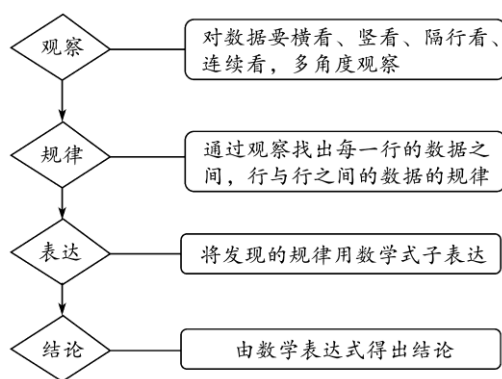 观察
对数据要横看、竖看、隔行看、
连续看，多角度观察
规律
通过观察找出每一行的数据之
间，行与行之间的数据的规律
表达
将发现的规律用数学式子表达
结论
由数学表达式得出结论